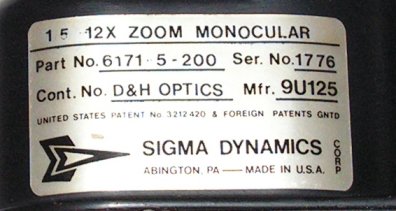 1 5 12X ZOOM MONOCULAR
Part No. 6171-5-200 Ser. No. 1776
Cont. No. D&H OPTICS Mfr. 9U125
UNITED STATES PATENT No. 3212420 & FOREIGN PATENTS GNTD
SIGMA DYNAMICS CORP
ABINGTON, PA — MADE IN U.S.A.